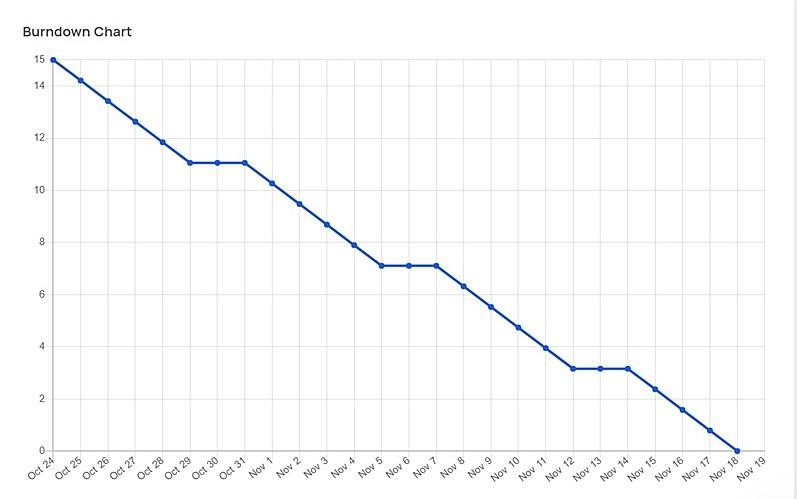 Burndown Chart
15
14
12
10
8
6
4
2
0
Oct 24
Oct 25
Oct 26
Oct 27
Oct 28
Oct 29
Oct 30
Oct 31
Nov 1
Nov 2
Nov 3
Nov 4
Nov 5
Nov 6
Nov 7
Nov 8
Nov 9
Nov 10
Nov 11
Nov 12
Nov 13
Nov 14
Nov 15
Nov 16
Nov 17
Nov 18
Nov 19